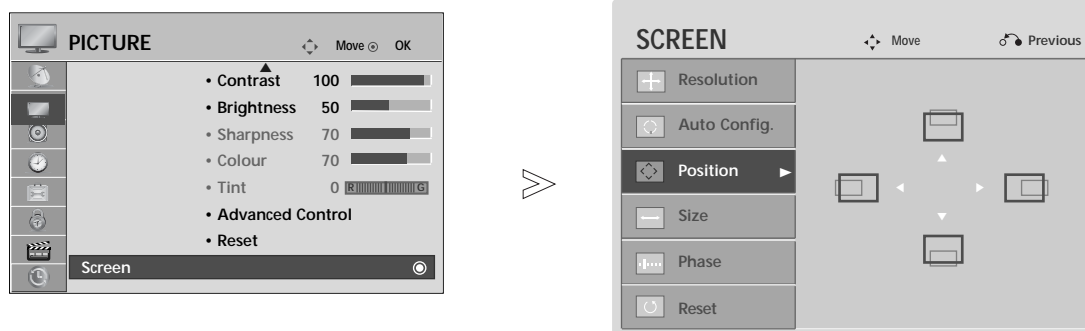 PICTURE Move OK
• Contrast 100
• Brightness 50
• Sharpness 70
• Colour 70
• Tint 0 R G
• Advanced Control
• Reset
Screen
SCREEN Move Previous
Resolution
Auto Config.
Position
Size
Phase
Reset